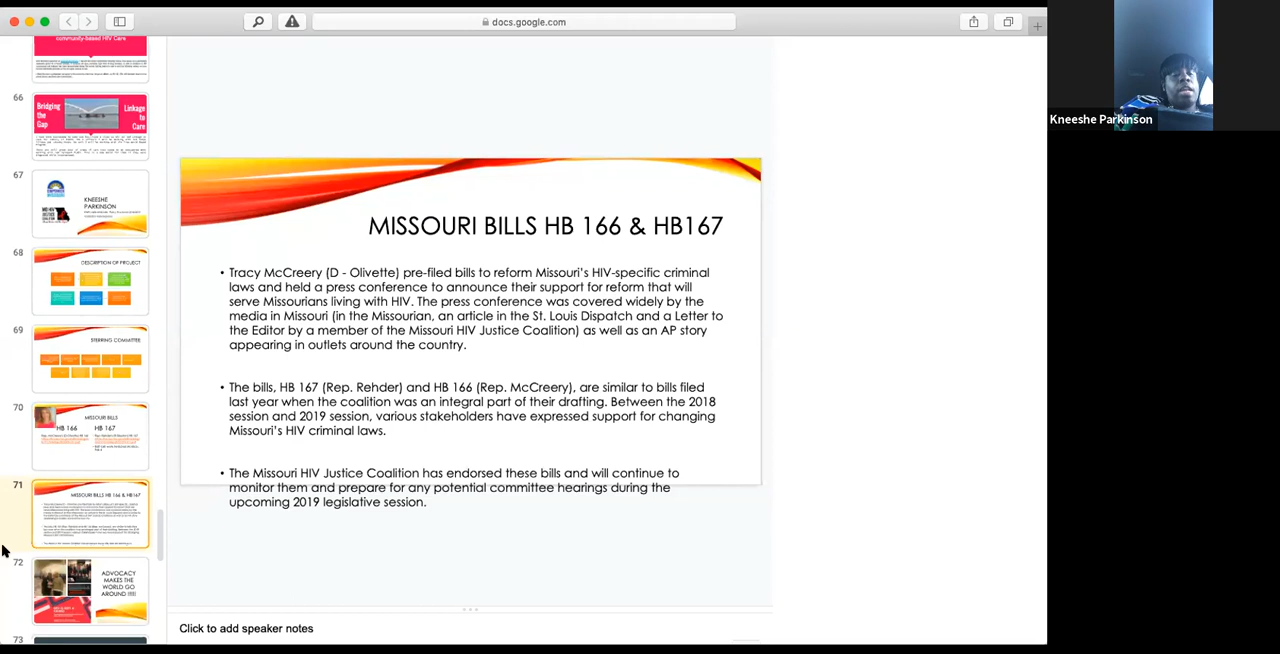 docs.google.com
community-based HIV Care
66
Bridging the Gap
Linkage to Care
67
KNEESHE
PARKINSON
68
DESCRIPTION OF PROJECT
69
STERRING COMMITTEE
70
MISSOURI BILLS
HB 166
HB 167
71
MISSOURI BILLS HB 166 & HB167
72
ADVOCACY
MAKES THE
WORLD GO
AROUND !!!!!
73
MISSOURI BILLS HB 166 & HB167
• Tracy McCreery (D - Olivette) pre-filed bills to reform Missouri’s HIV-specific criminal
laws and held a press conference to announce their support for reform that will
serve Missourians living with HIV. The press conference was covered widely by the
media in Missouri (in the Missourian, an article in the St. Louis Dispatch and a Letter to
the Editor by a member of the Missouri HIV Justice Coalition) as well as an AP story
appearing in outlets around the country.
• The bills, HB 167 (Rep. Rehder) and HB 166 (Rep. McCreery), are similar to bills filed
last year when the coalition was an integral part of their drafting. Between the 2018
session and 2019 session, various stakeholders have expressed support for changing
Missouri’s HIV criminal laws.
• The Missouri HIV Justice Coalition has endorsed these bills and will continue to
monitor them and prepare for any potential committee hearings during the
upcoming 2019 legislative session.
Click to add speaker notes
Kneeshe Parkinson